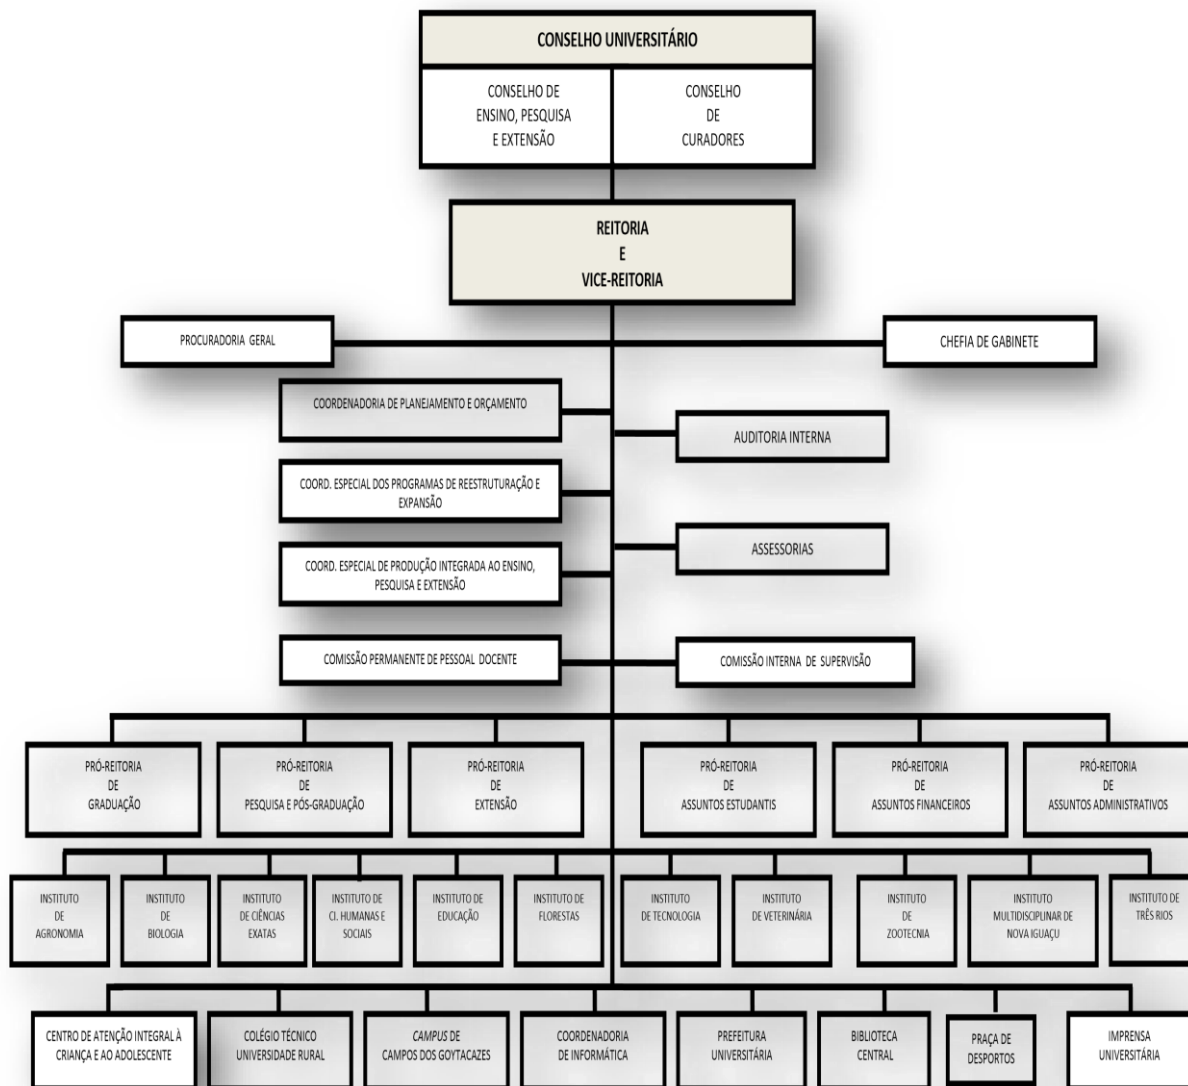 CONSELHO UNIVERSITÁRIO
CONSELHO DE
ENSINO, PESQUISA
E EXTENSÃO
CONSELHO
DE
CURADORES
REITORIA
E
VICE-REITORIA
PROCURADORIA GERAL
CHEFIA DE GABINETE
COORDENADORIA DE PLANEJAMENTO E ORÇAMENTO
AUDITORIA INTERNA
COORD. ESPECIAL DOS PROGRAMAS DE REESTRUTURAÇÃO E
EXPANSÃO
ASSESSORIAS
COORD. ESPECIAL DE PRODUÇÃO INTEGRADA AO ENSINO,
PESQUISA E EXTENSÃO
COMISSÃO PERMANENTE DE PESSOAL DOCENTE
COMISSÃO INTERNA DE SUPERVISÃO
PRÓ-REITORIA
DE
GRADUAÇÃO
PRÓ-REITORIA
DE
PESQUISA E PÓS-GRADUAÇÃO
PRÓ-REITORIA
DE
EXTENSÃO
PRÓ-REITORIA
DE
ASSUNTOS ESTUDANTIS
PRÓ-REITORIA
DE
ASSUNTOS FINANCEIROS
PRÓ-REITORIA
DE
ASSUNTOS ADMINISTRATIVOS
INSTITUTO
DE
AGRONOMIA
INSTITUTO
DE
BIOLOGIA
INSTITUTO
DE CIÊNCIAS
EXATAS
INSTITUTO DE
CI. HUMANAS E
SOCIAIS
INSTITUTO DE
EDUCAÇÃO
INSTITUTO DE
FLORESTAS
INSTITUTO
DE TECNOLOGIA
INSTITUTO
DE VETERINÁRIA
INSTITUTO
DE
ZOOTECNIA
INSTITUTO
MULTIDISCIPLINAR DE
NOVA IGUAÇU
INSTITUTO DE
TRÊS RIOS
CENTRO DE ATENÇÃO INTEGRAL À
CRIANÇA E AO ADOLESCENTE
COLÉGIO TÉCNICO
UNIVERSIDADE RURAL
CAMPUS DE
CAMPOS DOS GOYTACAZES
COORDENADORIA
DE INFORMÁTICA
PREFEITURA
UNIVERSITÁRIA
BIBLIOTECA
CENTRAL
PRAÇA DE
DESPORTOS
IMPRENSA
UNIVERSITÁRIA